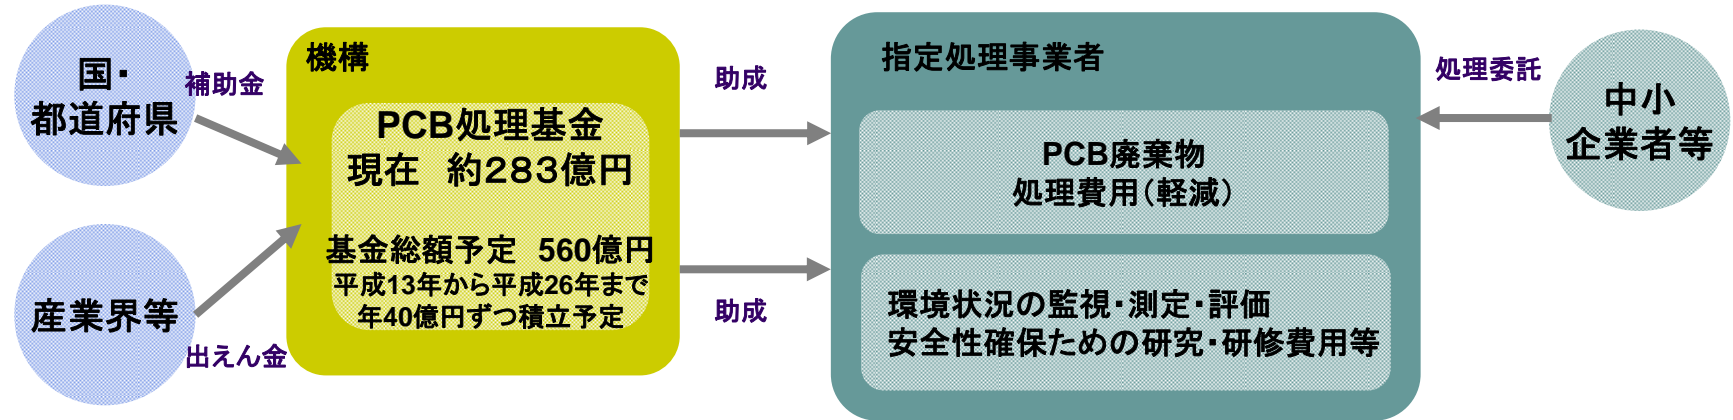 国・
都道府県
補助金
産業界等
出えん金
機構
PCB処理基金
現在　約２８３億円
基金総額予定　560億円
平成13年から平成26年まで
年40億円ずつ積立予定
助成
助成
指定処理事業者
PCB廃棄物
処理費用（軽減）
環境状況の監視・測定・評価
安全性確保ための研究・研修費用等
処理委託
中小
企業者等